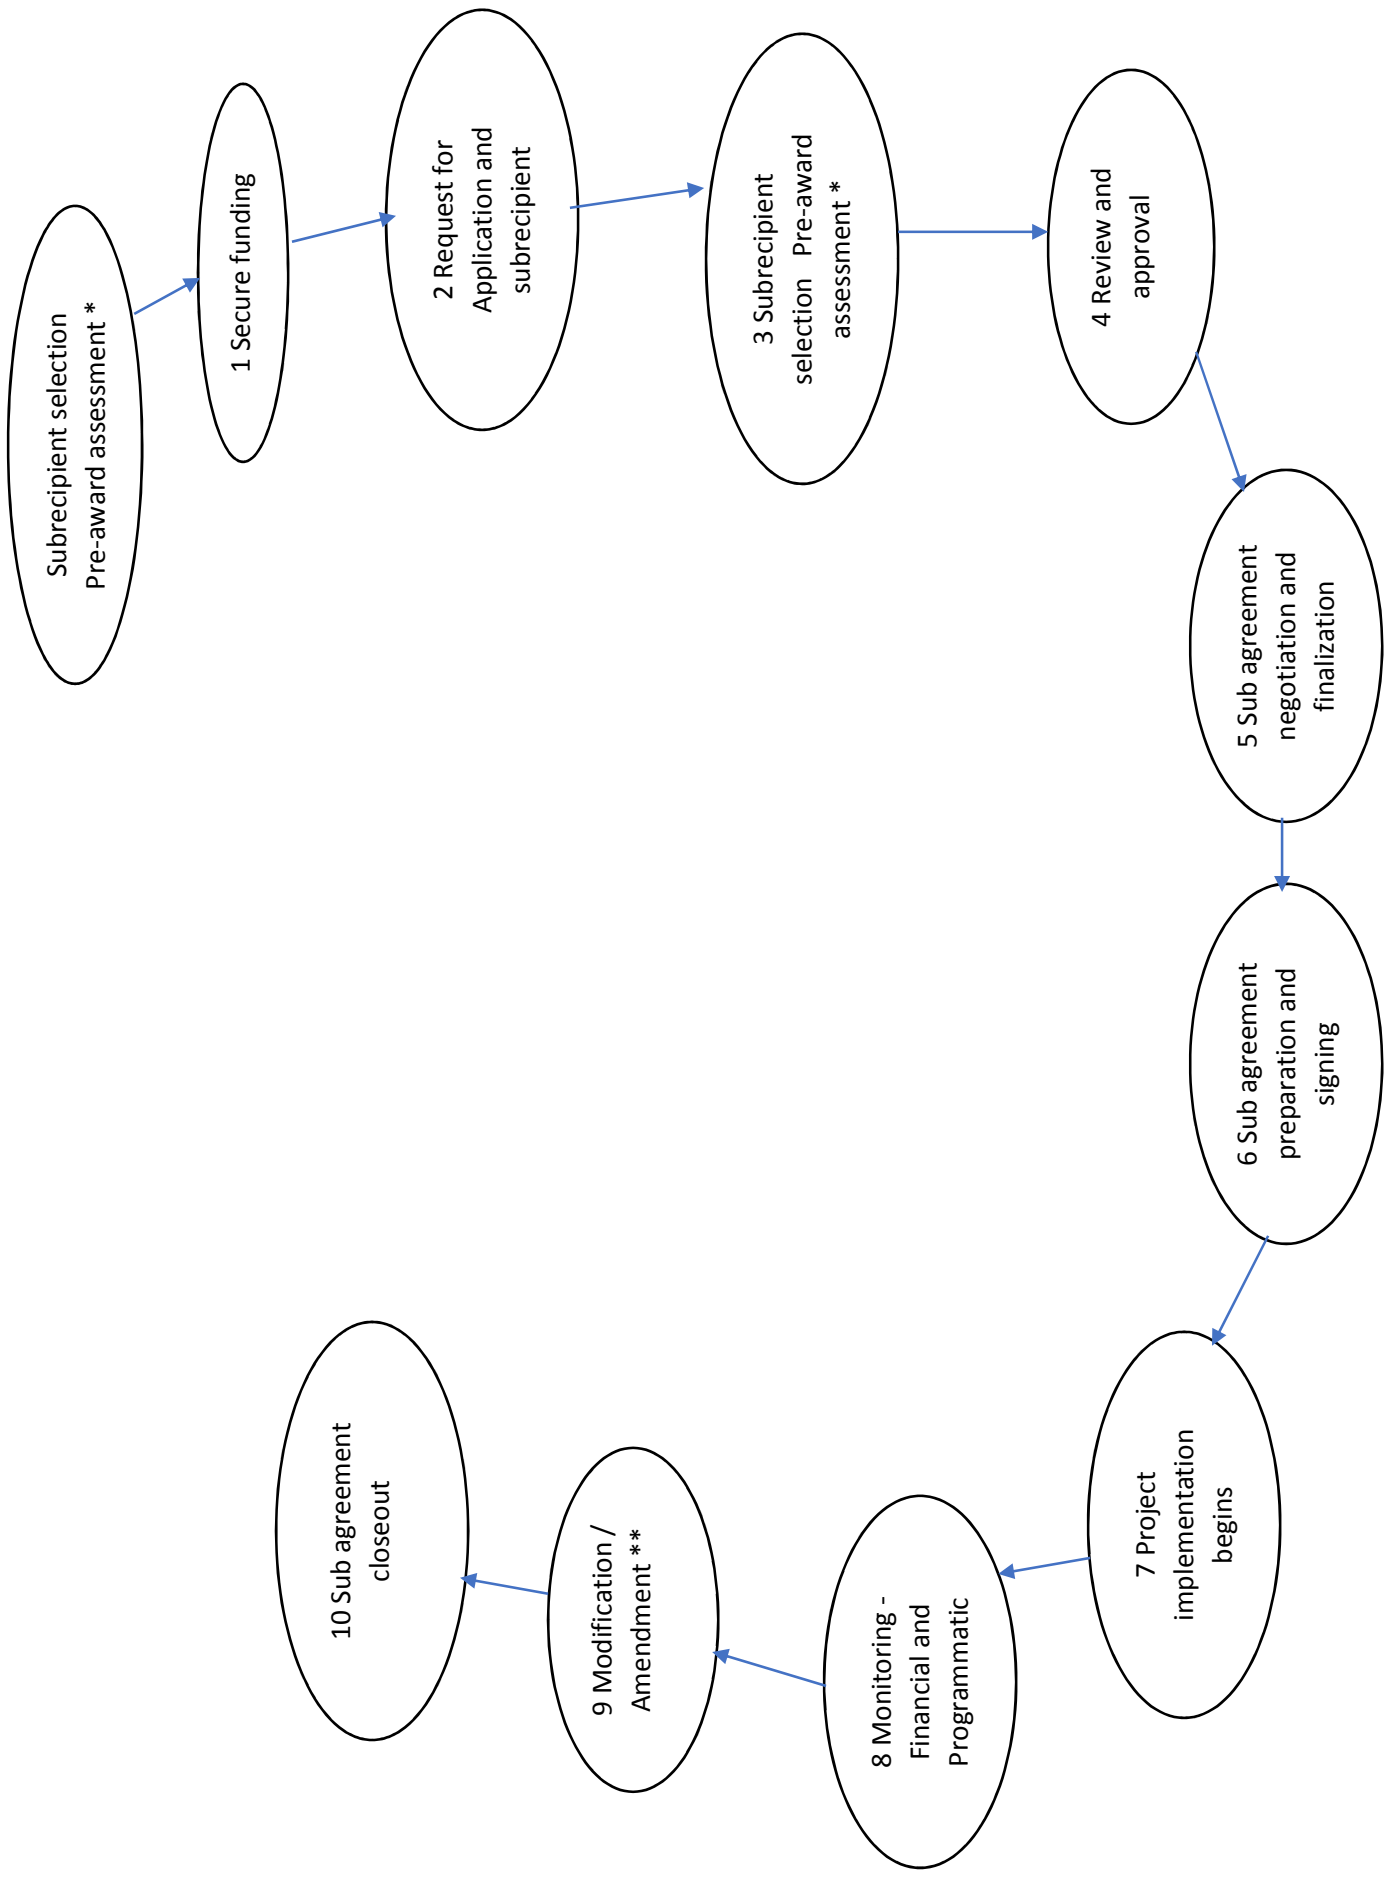 Subrecipient selection
Pre-award assessment *
1 Secure funding
2 Request for
Application and
subrecipient
3 Subrecipient
selection   Pre-award
assessment *
4 Review and
approval
5 Sub agreement
negotiation and
finalization
6 Sub agreement
preparation and
signing
7 Project
implementation
begins
8 Monitoring -
Financial and
Programmatic
9 Modification /
Amendment **
10 Sub agreement
closeout